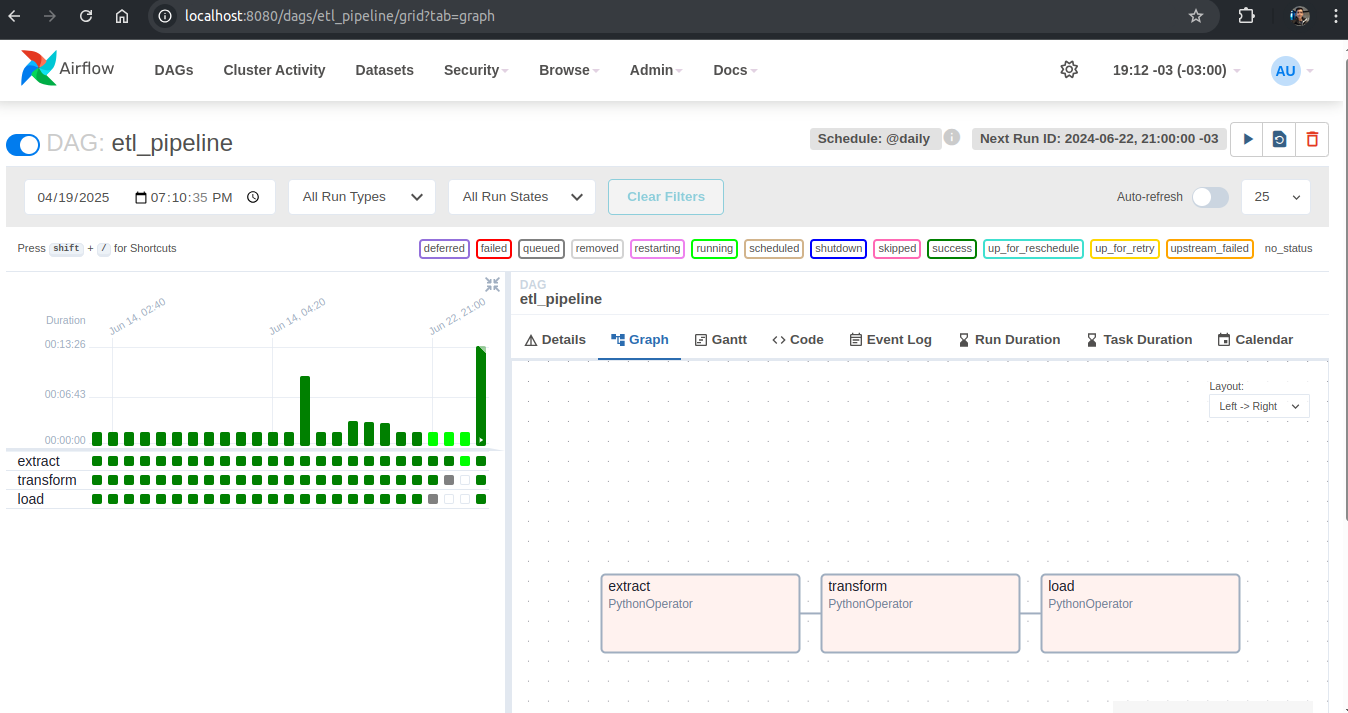 localhost:8080/dags/etl_pipeline/grid?tab=graph
Airflow DAGs Cluster Activity Datasets Security Browse Admin Docs 19:12 -03 (-03:00) AU
DAG: etl_pipeline Schedule: @daily i Next Run ID: 2024-06-22, 21:00:00 -03
04/19/2025 07:10:35 PM All Run Types All Run States Clear Filters Auto-refresh 25
Press shift + / for Shortcuts deferred failed queued removed restarting running scheduled shutdown skipped success up_for_reschedule up_for_retry upstream_failed no_status
Jun 14, 02:40 Jun 14, 04:20 Jun 22, 21:00
Duration
00:13:26
00:06:43
00:00:00
extract
transform
load
DAG
etl_pipeline
Details Graph Gantt Code Event Log Run Duration Task Duration Calendar
Layout:
Left -> Right
extract transform load
PythonOperator PythonOperator PythonOperator